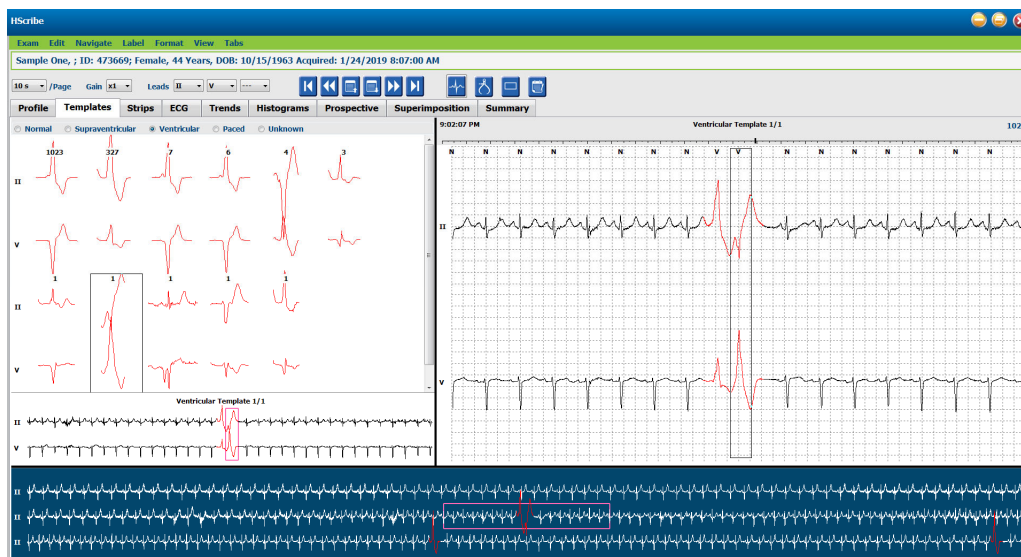 HScribe
Exam Edit Navigate Label Format View Tabs
Sample One, ; ID: 473669; Female, 44 Years, DOB: 10/15/1963 Acquired: 1/24/2019 8:07:00 AM
10 s /Page Gain x1 Leads II V ---
Profile Templates Strips ECG Trends Histograms Prospective Superimposition Summary
Normal Supraventricular Ventricular Paced Unknown
9:02:07 PM Ventricular Template 1/1 102
N N N N N N N N V V N N N N N N N
1023 327 7 6 4 3
II
V
1 1 1 1 1
II
V
II
V
Ventricular Template 1/1
II
V
II
II
II